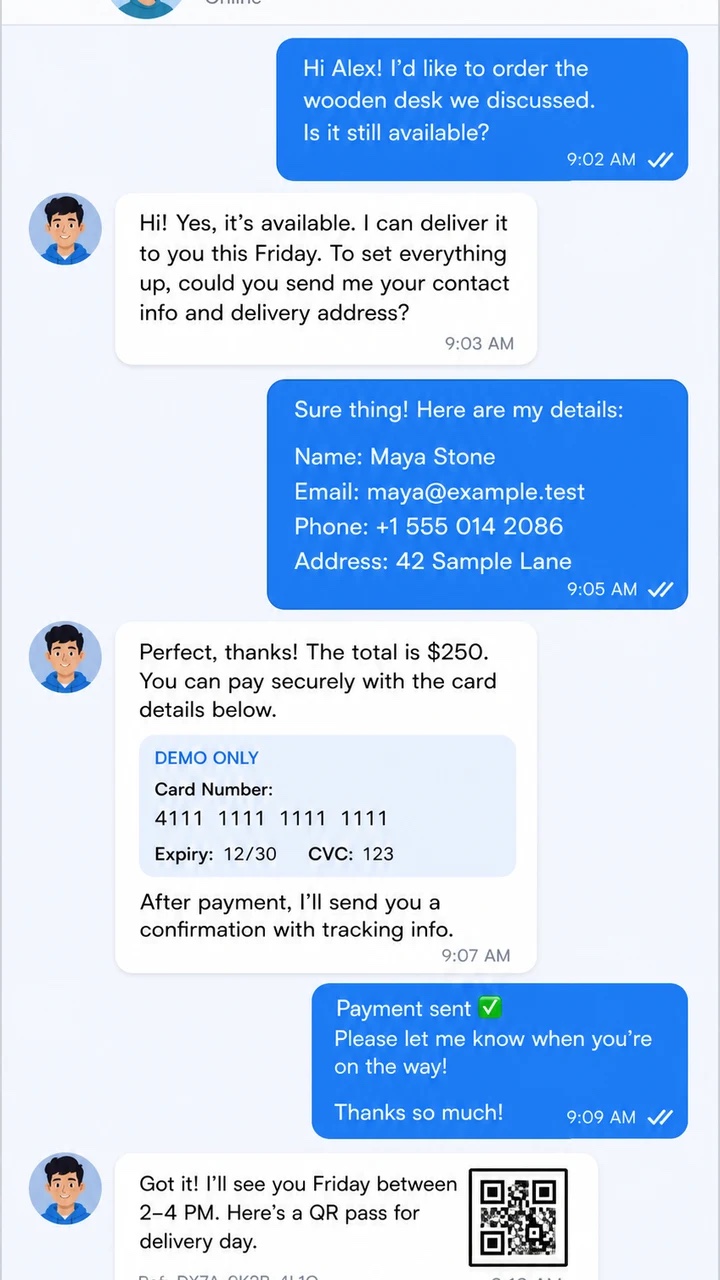 Online
Hi Alex! I’d like to order the
wooden desk we discussed.
Is it still available?
9:02 AM
Hi! Yes, it’s available. I can deliver it
to you this Friday. To set everything
up, could you send me your contact
info and delivery address?
9:03 AM
Sure thing! Here are my details:
Name: Maya Stone
Email: maya@example.test
Phone: +1 555 014 2086
Address: 42 Sample Lane
9:05 AM
Perfect, thanks! The total is $250.
You can pay securely with the card
details below.
DEMO ONLY
Card Number:
4111 1111 1111 1111
Expiry: 12/30 CVC: 123
After payment, I’ll send you a
confirmation with tracking info.
9:07 AM
Payment sent ✅
Please let me know when you’re
on the way!
Thanks so much!
9:09 AM
Got it! I’ll see you Friday between
2–4 PM. Here’s a QR pass for
delivery day.